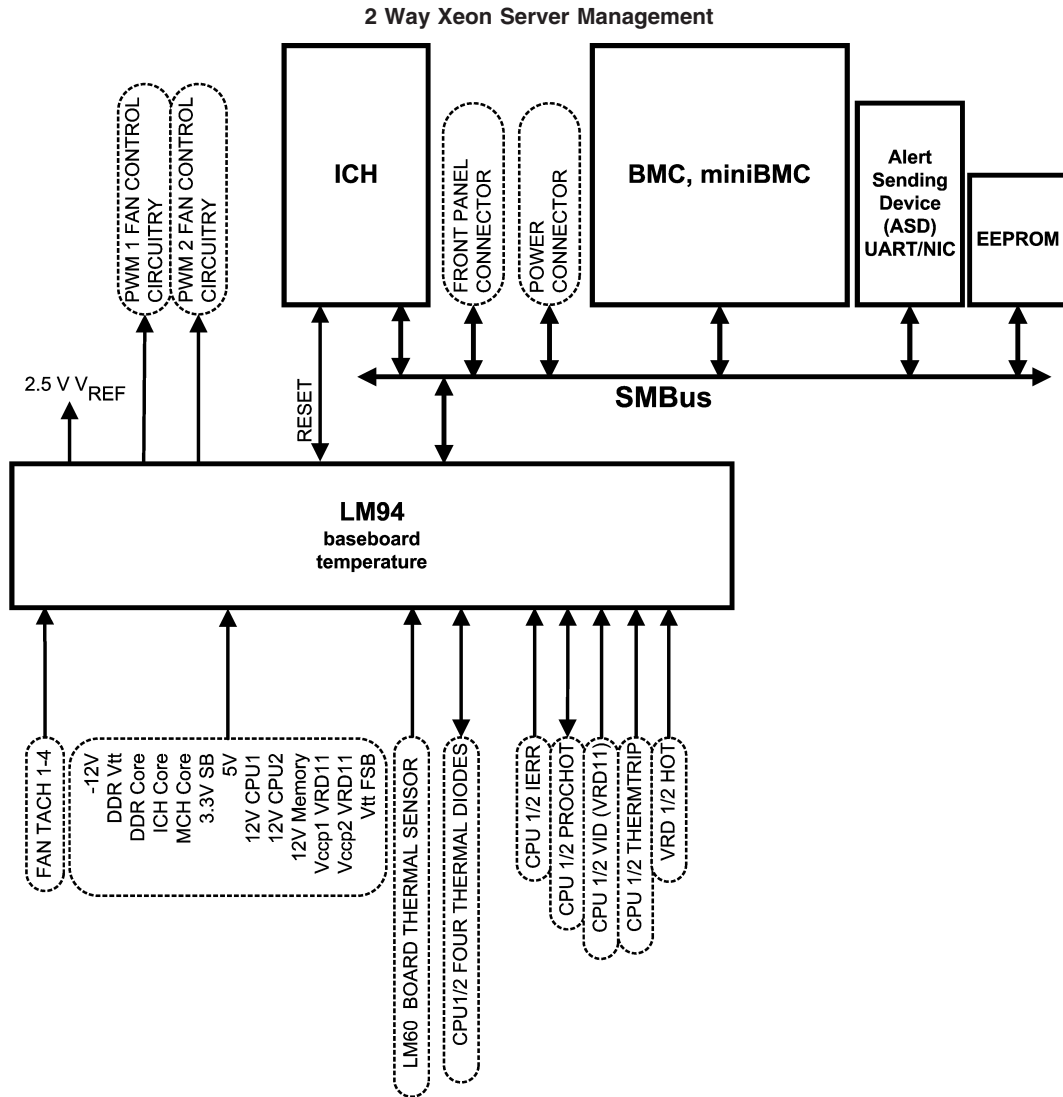 2 Way Xeon Server Management
PWM 1 FAN CONTROL
CIRCUITRY
PWM 2 FAN CONTROL
CIRCUITRY
ICH
FRONT PANEL
CONNECTOR
POWER
CONNECTOR
BMC, miniBMC
Alert
Sending
Device
(ASD)
UART/NIC
EEPROM
2.5 V VREF
RESET
SMBus
LM94
baseboard
temperature
FAN TACH 1-4
-12V
DDR Vtt
DDR Core
ICH Core
MCH Core
3.3V SB
5V
12V CPU1
12V CPU2
12V Memory
Vccp1 VRD11
Vccp2 VRD11
Vtt FSB
LM60 BOARD THERMAL SENSOR
CPU1/2 FOUR THERMAL DIODES
CPU 1/2 IERR
CPU 1/2 PROCHOT
CPU 1/2 VID (VRD11)
CPU 1/2 THERMTRIP
VRD 1/2 HOT